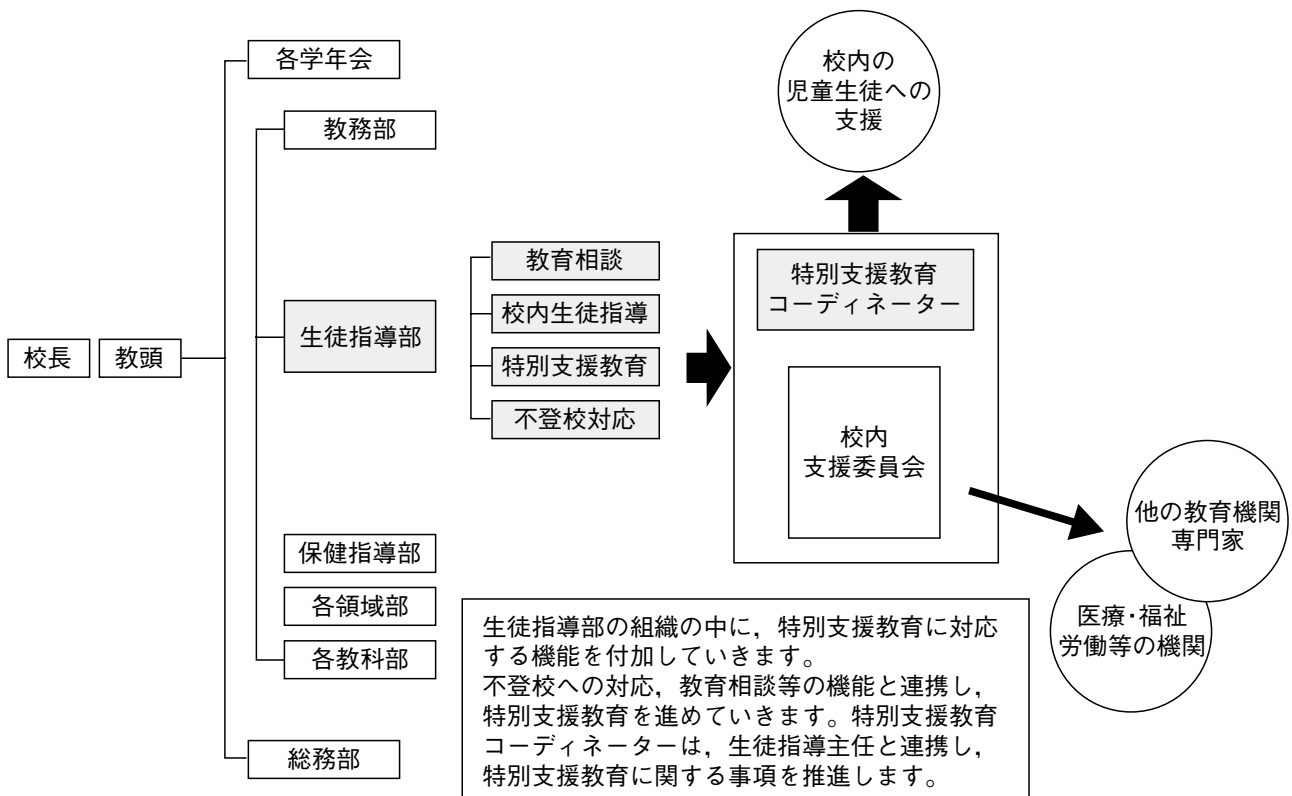 校長
教頭
各学年会
教務部
生徒指導部
保健指導部
各領域部
各教科部
総務部
教育相談
校内生徒指導
特別支援教育
不登校対応
特別支援教育
コーディネーター
校内
支援委員会
校内の
児童生徒への
支援
他の教育機関
専門家
医療・福祉
労働等の機関
生徒指導部の組織の中に，特別支援教育に対応
する機能を付加していきます。
不登校への対応，教育相談等の機能と連携し，
特別支援教育を進めていきます。特別支援教育
コーディネーターは，生徒指導主任と連携し，
特別支援教育に関する事項を推進します。